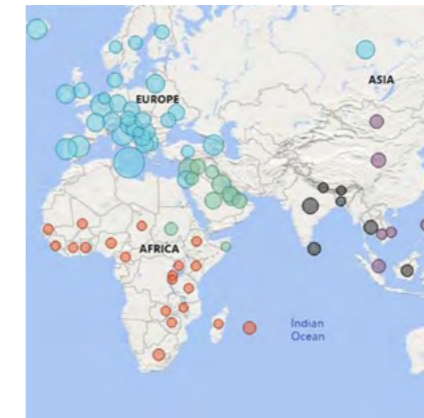 EUROPE
ASIA
AFRICA
Indian
Ocean